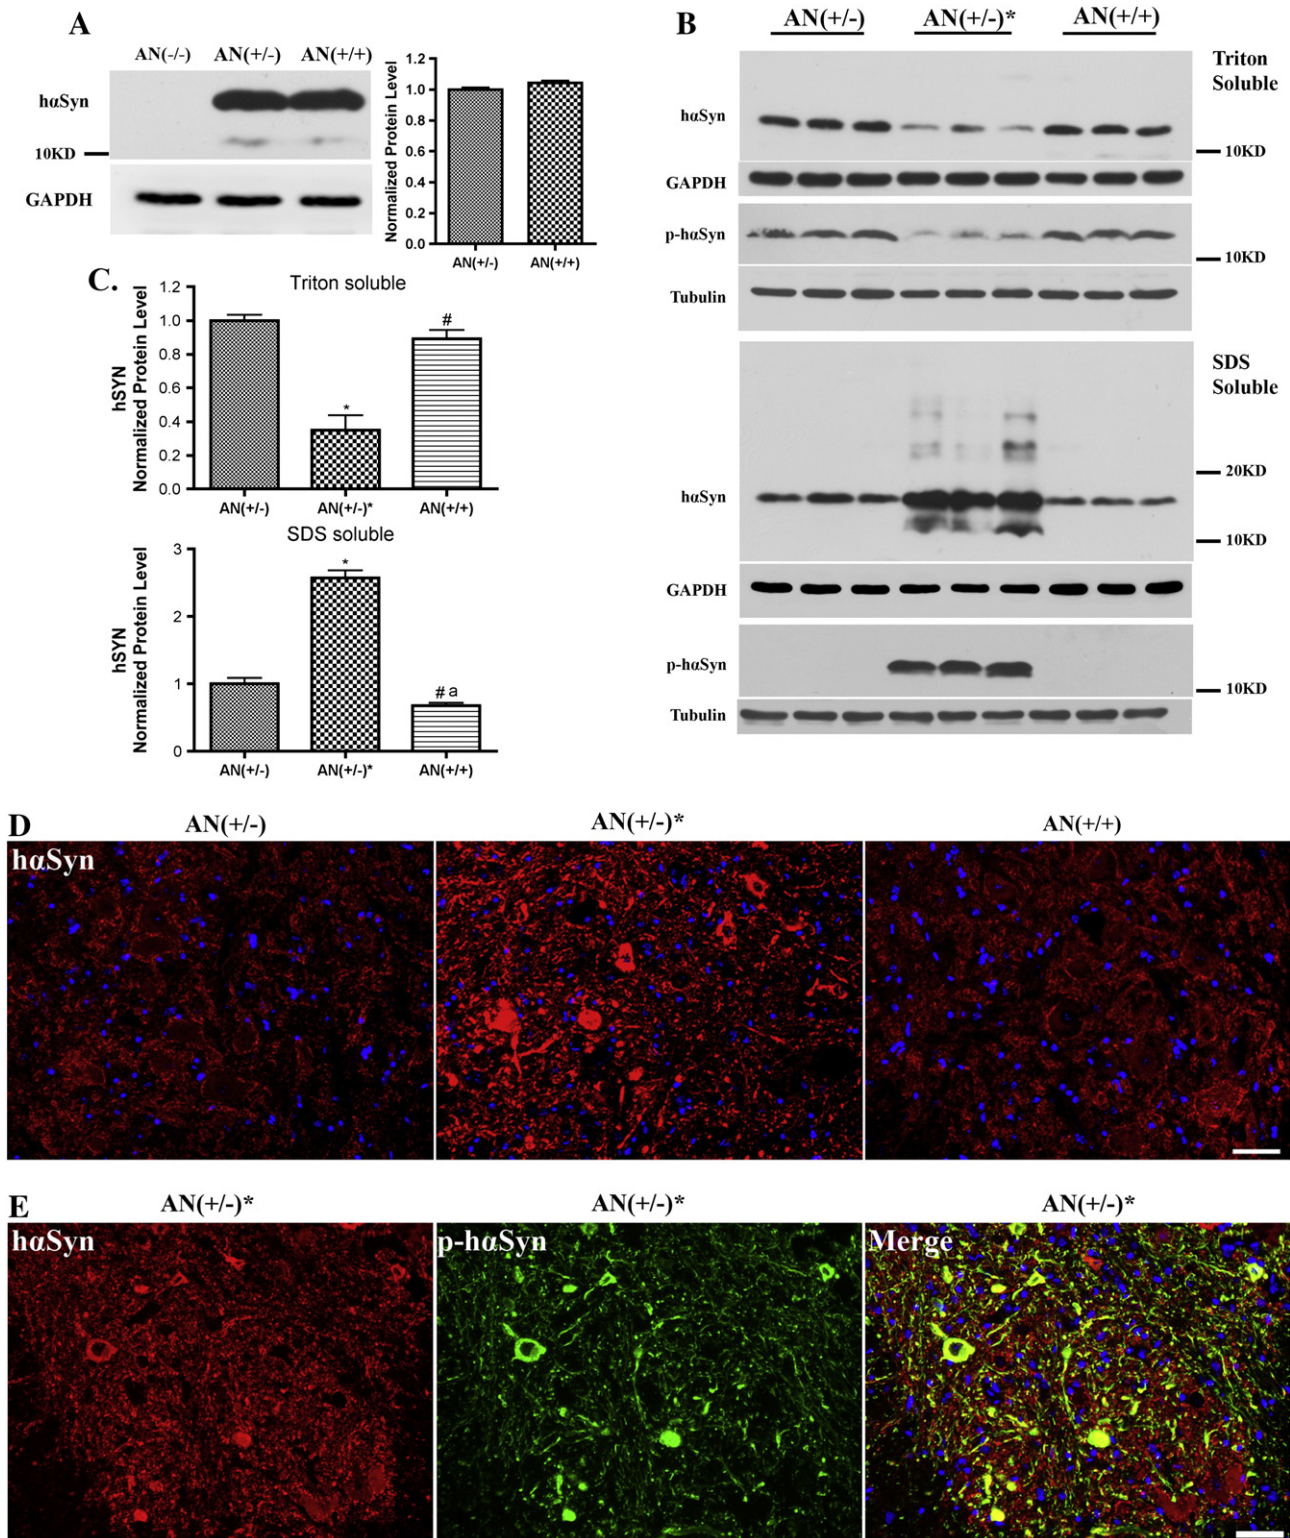 A
AN(-/-) AN(+/-) AN(+/+)
hαSyn
10KD
GAPDH
Normalized Protein Level
1.2
1.0
0.8
0.6
0.4
0.2
0.0
AN(+/-) AN(+/+)
B
AN(+/-) AN(+/-)* AN(+/+)
Triton
Soluble
hαSyn
10KD
GAPDH
p-hαSyn
10KD
Tubulin
SDS
Soluble
20KD
hαSyn
10KD
GAPDH
p-hαSyn
10KD
Tubulin
C.
Triton soluble
hSYN
Normalized Protein Level
1.2
1.0
0.8
0.6
0.4
0.2
0.0
*
#
AN(+/-) AN(+/-)* AN(+/+)
SDS soluble
hSYN
Normalized Protein Level
3
2
1
0
*
# a
AN(+/-) AN(+/-)* AN(+/+)
D
AN(+/-) AN(+/-)* AN(+/+)
hαSyn
E
AN(+/-)* AN(+/-)* AN(+/-)*
hαSyn p-hαSyn Merge